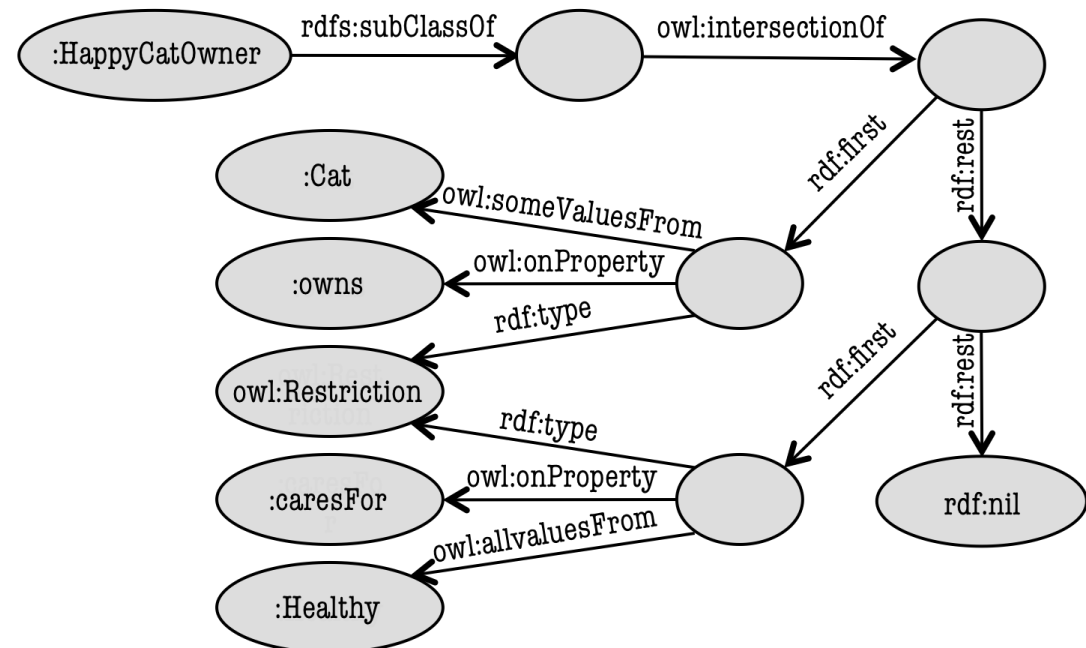 :HappyCatOwner
rdfs:subClassOf
owl:intersectionOf
rdf:first
rdf:rest
:Cat
owl:someValuesFrom
:owns
owl:onProperty
rdf:type
owl:Restriction
rdf:first
rdf:rest
rdf:type
:caresFor
owl:onProperty
owl:allvaluesFrom
rdf:nil
:Healthy